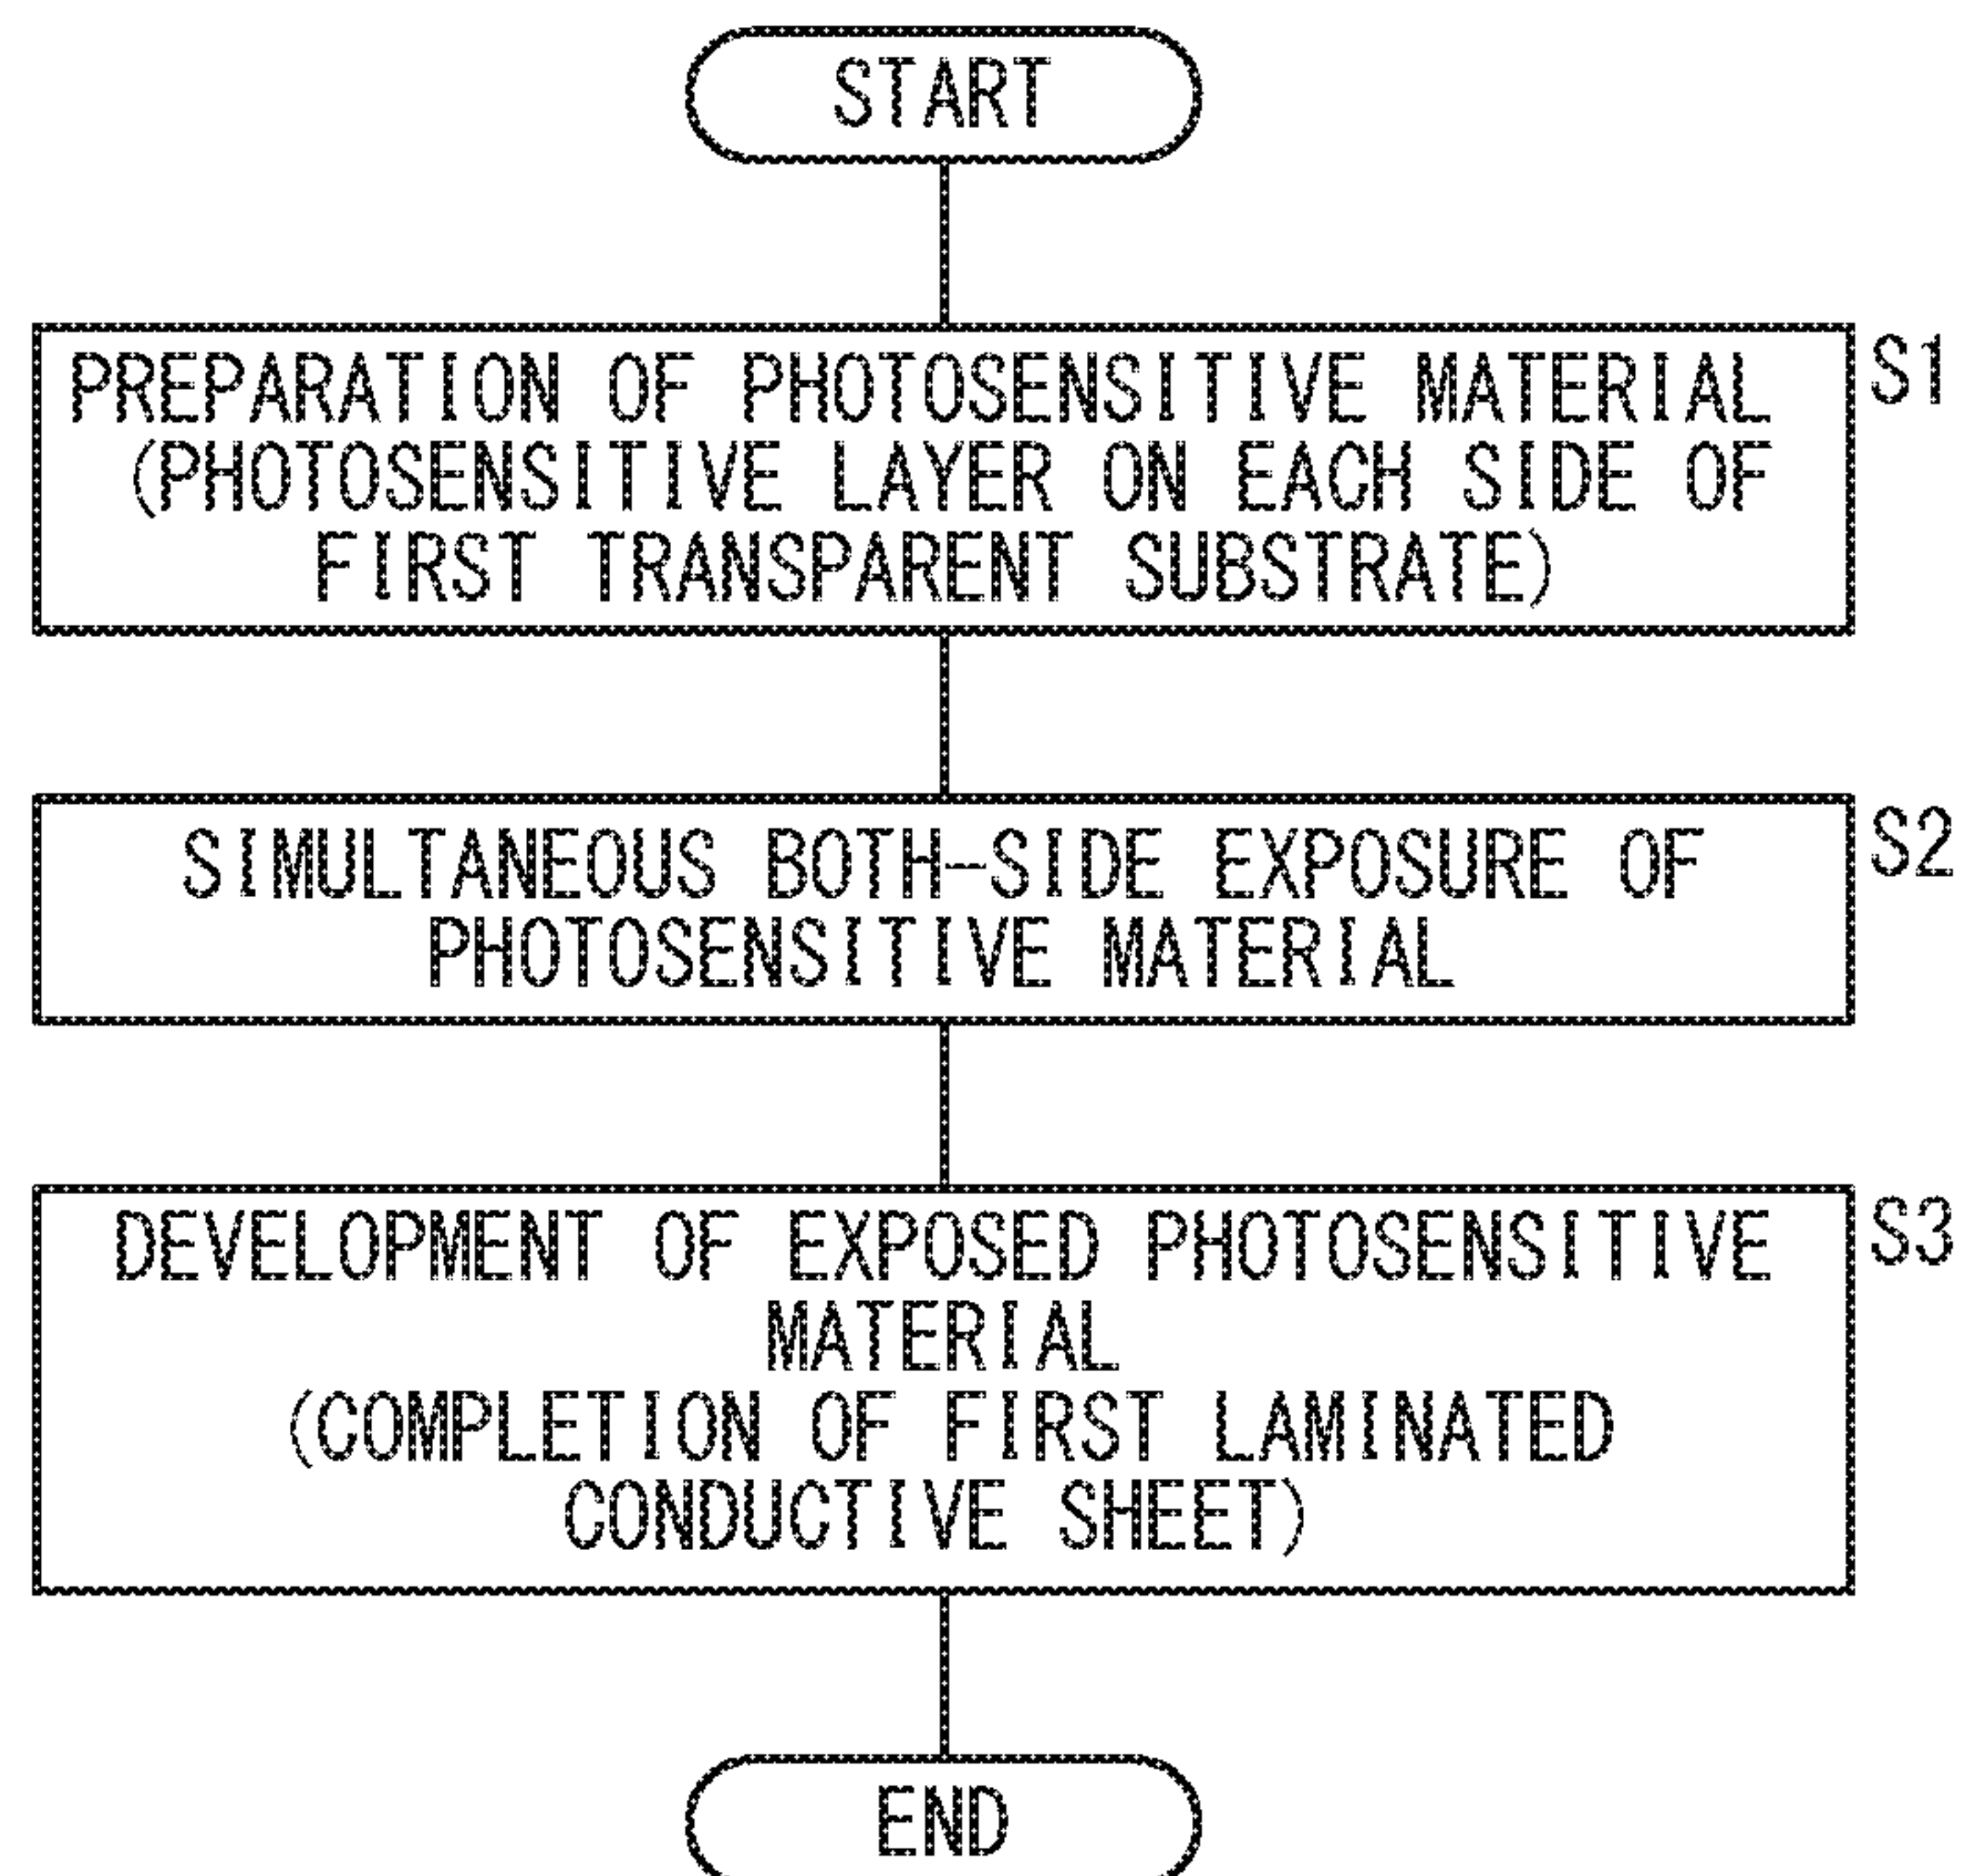 START
PREPARATION OF PHOTOSENSITIVE MATERIAL S1
(PHOTOSENSITIVE LAYER ON EACH SIDE OF
FIRST TRANSPARENT SUBSTRATE)
SIMULTANEOUS BOTH-SIDE EXPOSURE OF S2
PHOTOSENSITIVE MATERIAL
DEVELOPMENT OF EXPOSED PHOTOSENSITIVE S3
MATERIAL
(COMPLETION OF FIRST LAMINATED
CONDUCTIVE SHEET)
END